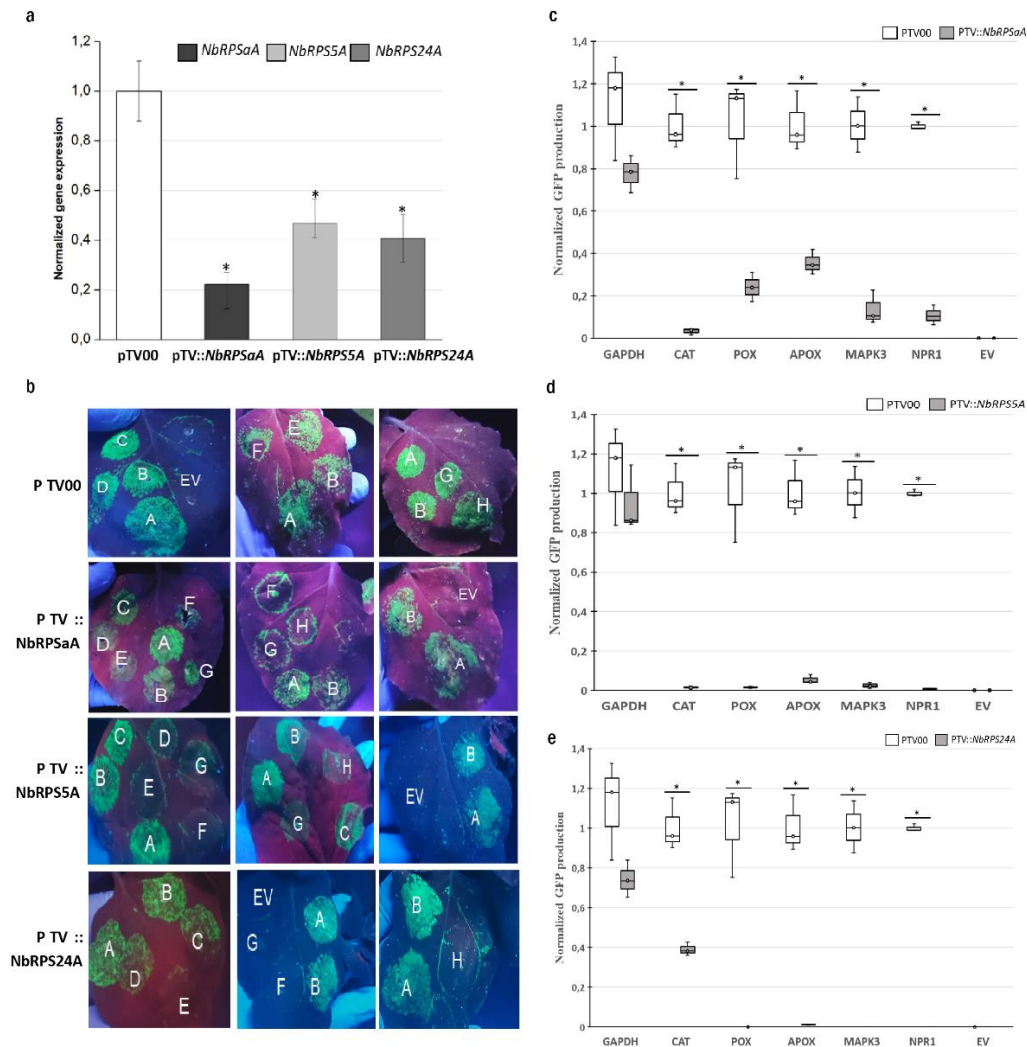 a
1,2
1,0
0,8
0,6
0,4
0,2
0,0
Normalized gene expression
NbRPSaA NbRPS5A NbRPS24A
* * *
pTV00 pTV::NbRPSaA pTV::NbRPS5A pTV::NbRPS24A
b
P TV00
C
B
D
EV
A
E
F
B
A
A
G
B
H
P TV ::
NbRPSaA
C
F
D
A
E
G
B
F
H
G
A
B
EV
B
A
P TV ::
NbRPS5A
C
D
B
G
E
F
A
B
H
A
G
C
B
EV
A
P TV ::
NbRPS24A
B
A
C
D
E
EV
A
G
F
B
B
H
A
c
PTV00 PTV::NbRPSaA
1,4
1,2
1
0,8
0,6
0,4
0,2
0
Normalized GFP production
* * * * *
GAPDH CAT POX APOX MAPK3 NPR1 EV
d
PTV00 PTV::NbRPS5A
1,4
1,2
1
0,8
0,6
0,4
0,2
0
Normalized GFP production
* * * * *
GAPDH CAT POX APOX MAPK3 NPR1 EV
e
PTV00 PTV::NbRPS24A
1,4
1,2
1
0,8
0,6
0,4
0,2
0
Normalized GFP production
* * * * *
GAPDH CAT POX APOX MAPK3 NPR1 EV